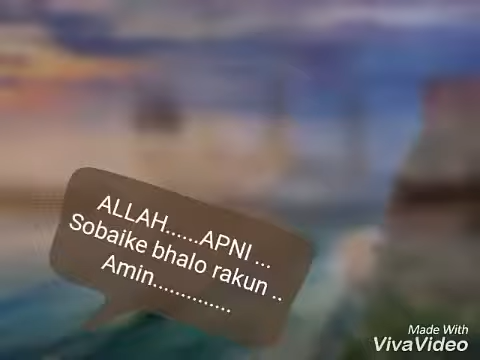 ALLAH......APNI ...
Sobaike bhalo rakun ..
Amin.............
Made With
VivaVideo